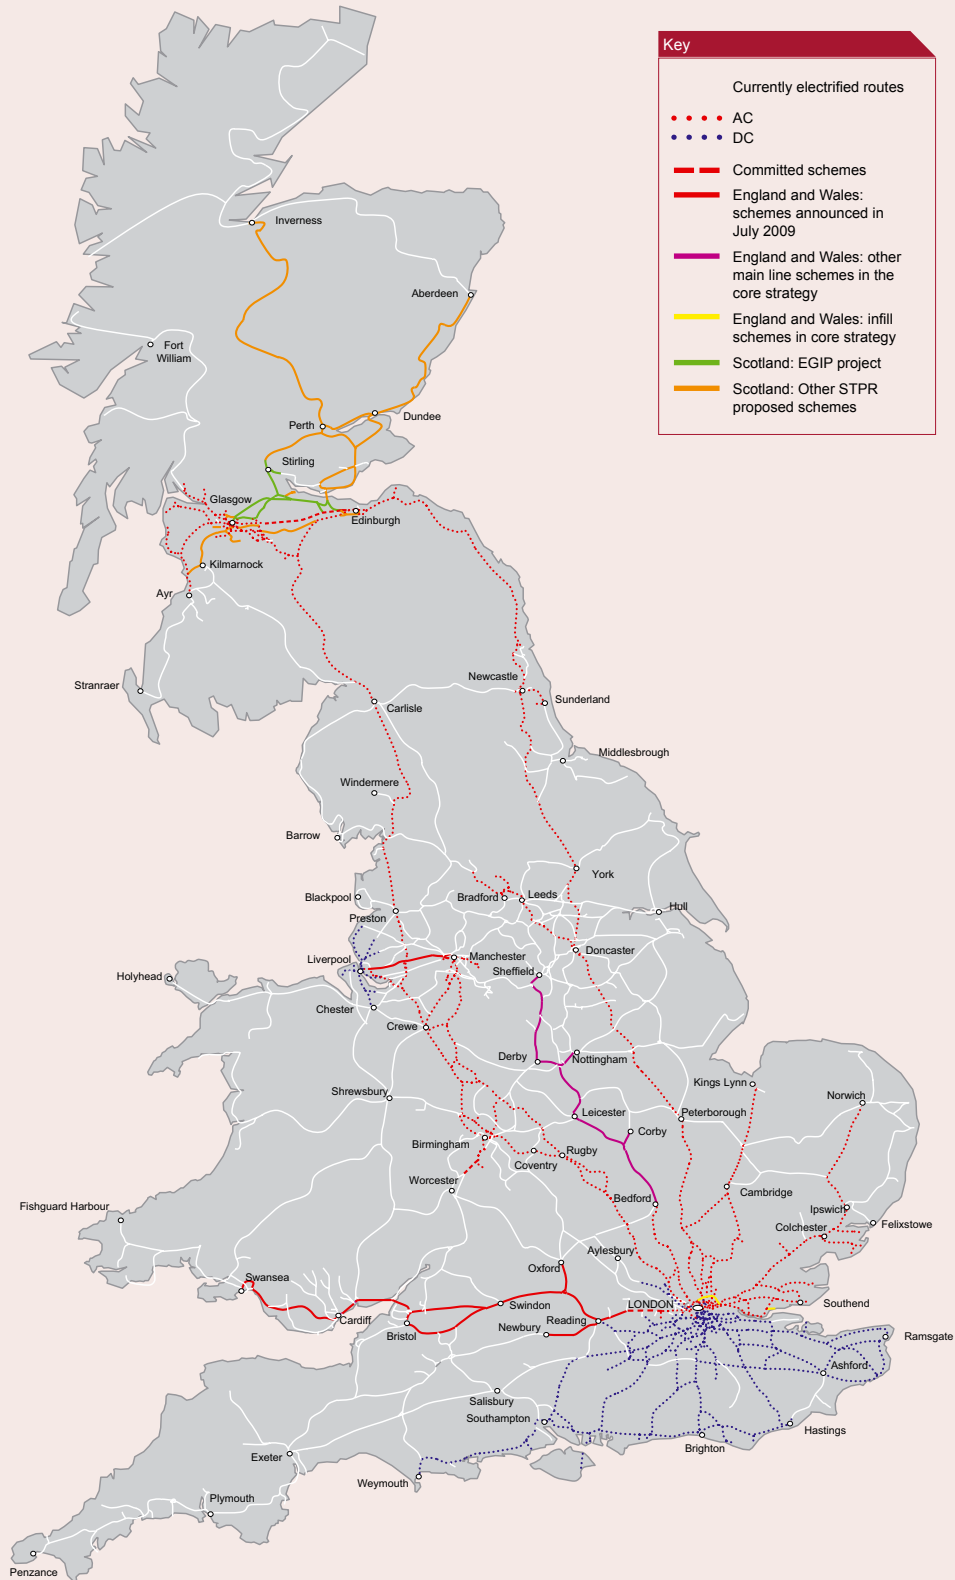 Key
Currently electrified routes
AC
DC
Committed schemes
England and Wales:
schemes announced in
July 2009
England and Wales: other
main line schemes in the
core strategy
England and Wales: infill
schemes in core strategy
Scotland: EGIP project
Scotland: Other STPR
proposed schemes
Inverness
Aberdeen
Fort
William
Dundee
Perth
Stirling
Glasgow
Edinburgh
Kilmarnock
Ayr
Stranraer
Newcastle
Sunderland
Carlisle
Middlesbrough
Windermere
Barrow
York
Blackpool
Bradford
Leeds
Hull
Preston
Doncaster
Liverpool
Manchester
Sheffield
Holyhead
Chester
Crewe
Derby
Nottingham
Kings Lynn
Shrewsbury
Norwich
Leicester
Peterborough
Corby
Birmingham
Rugby
Coventry
Worcester
Cambridge
Bedford
Fishguard Harbour
Ipswich
Felixstowe
Colchester
Aylesbury
Oxford
Swansea
LONDON
Southend
Swindon
Cardiff
Reading
Newbury
Bristol
Ramsgate
Ashford
Salisbury
Southampton
Hastings
Brighton
Exeter
Weymouth
Plymouth
Penzance